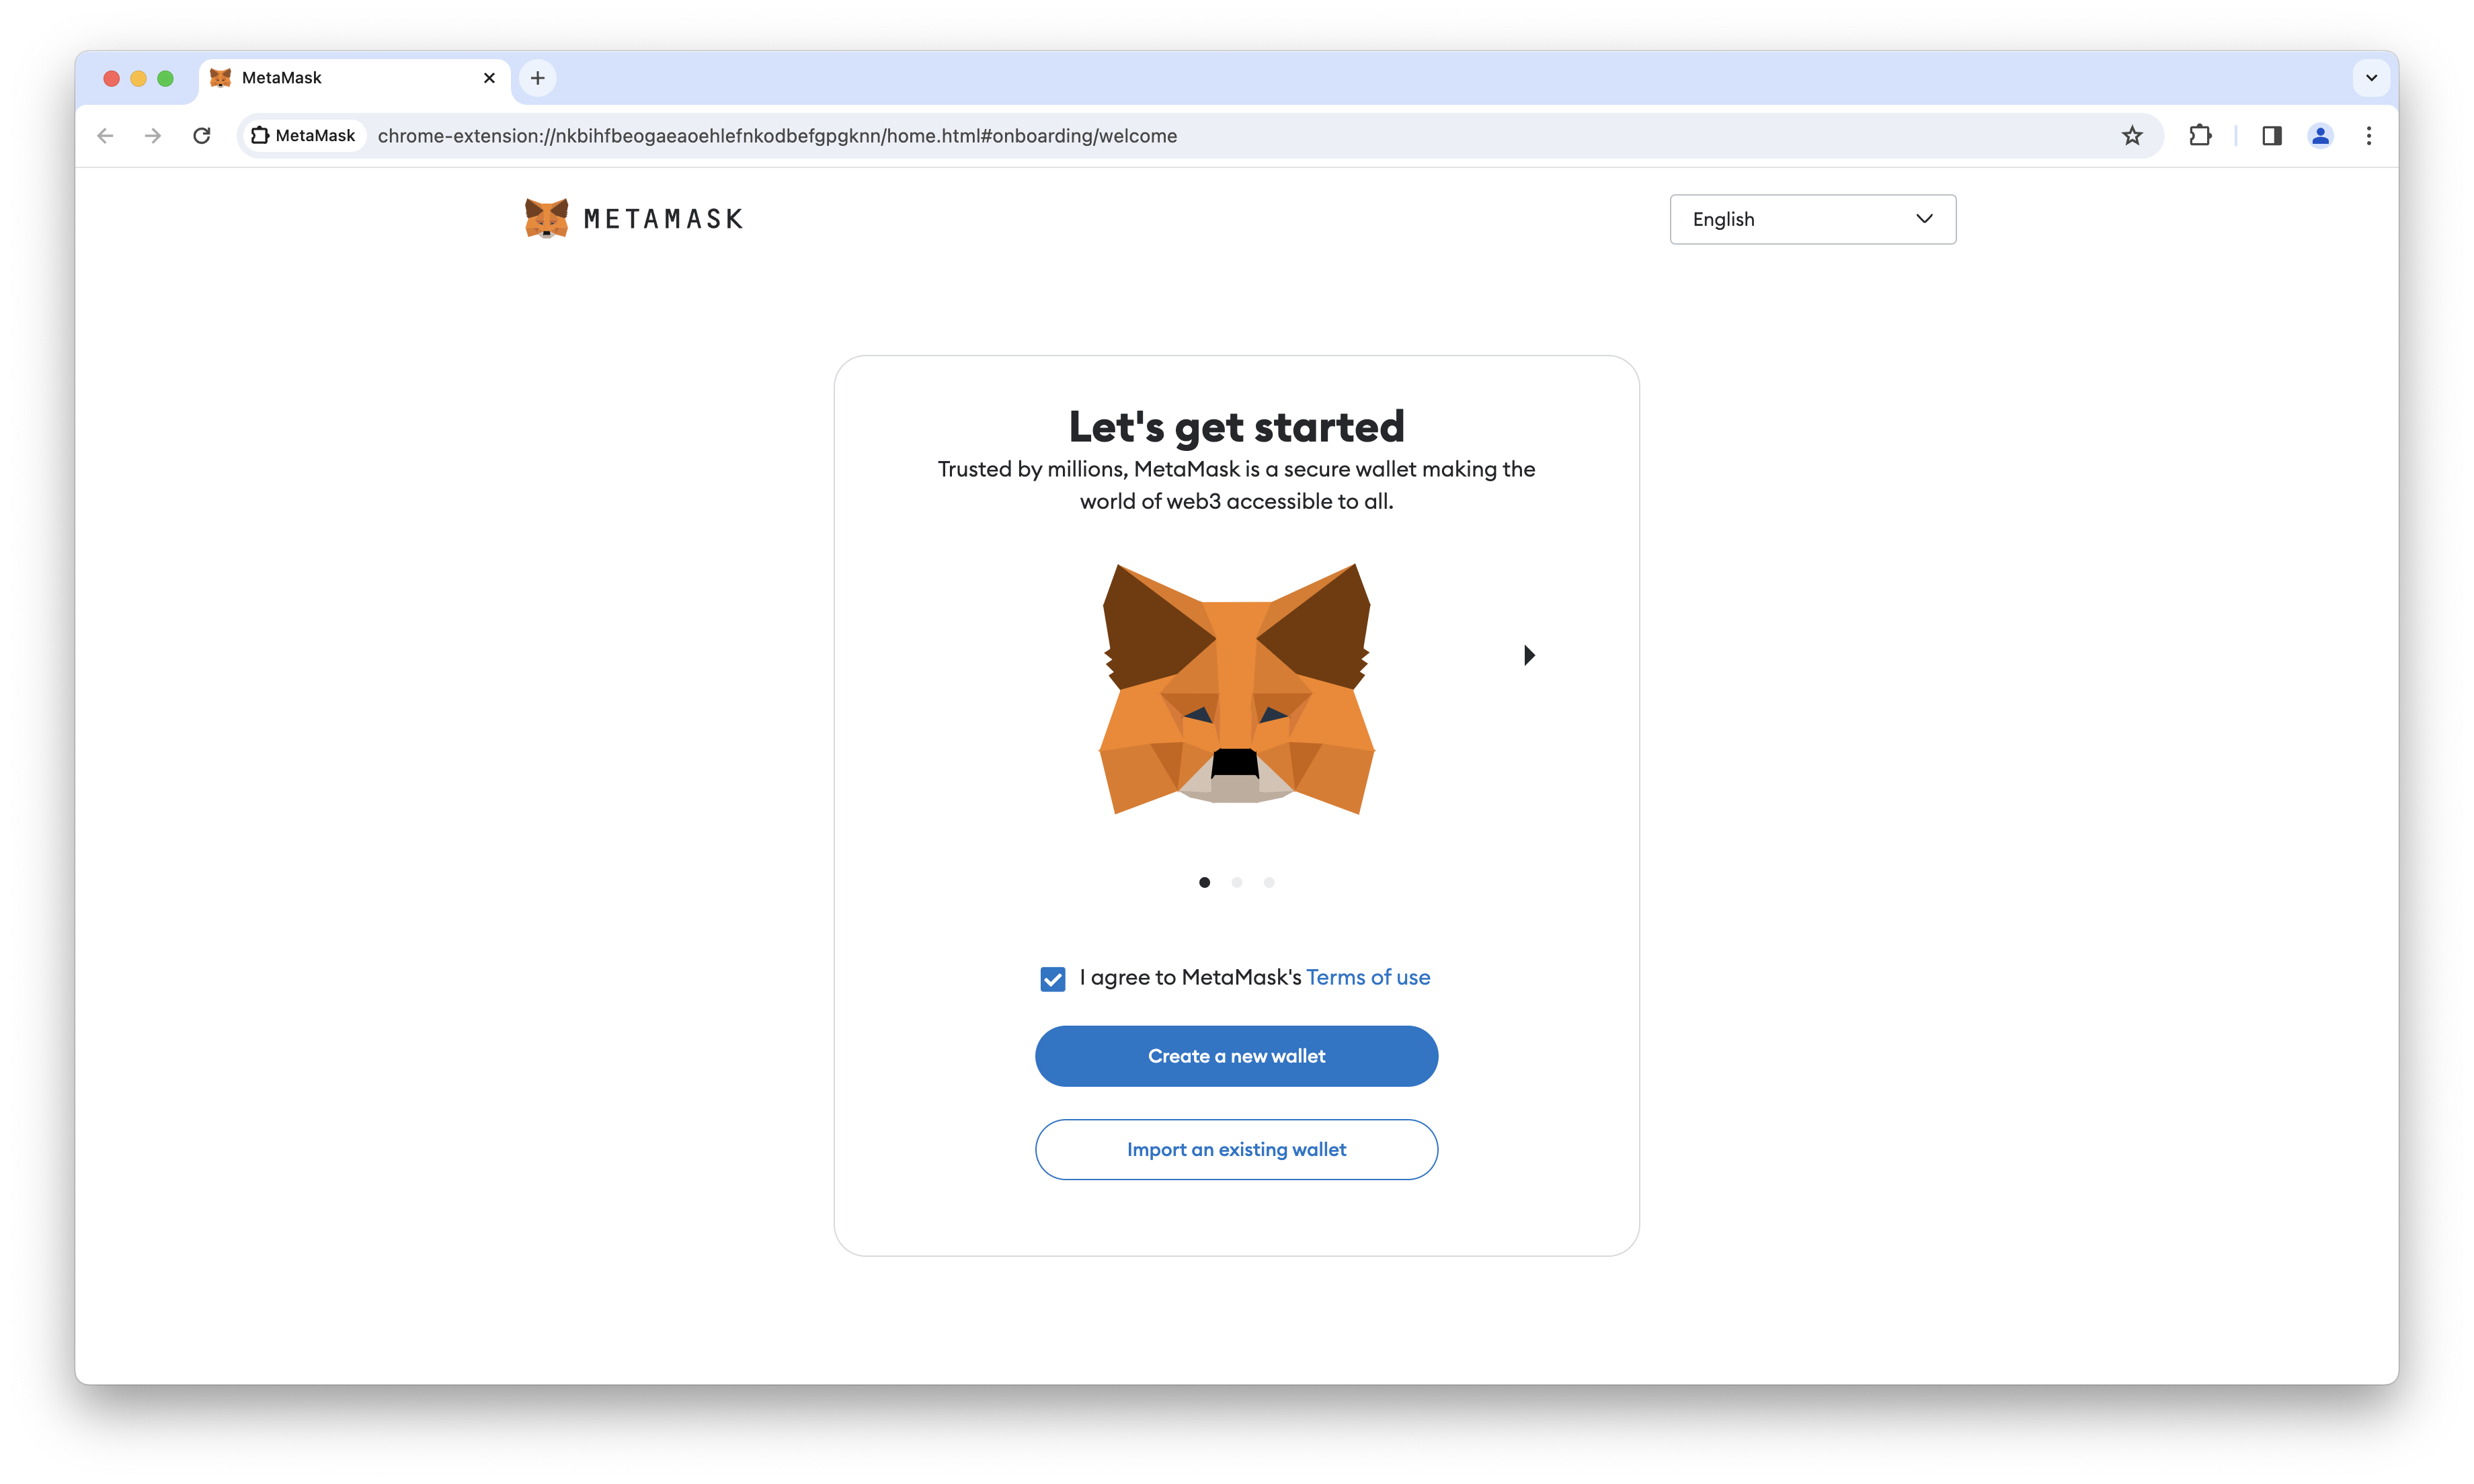 MetaMask
MetaMask chrome-extension://nkbihfbeogaeaoehlefnkodbefgpgknn/home.html#onboarding/welcome
METAMASK
English
Let's get started
Trusted by millions, MetaMask is a secure wallet making the
world of web3 accessible to all.
I agree to MetaMask's Terms of use
Create a new wallet
Import an existing wallet